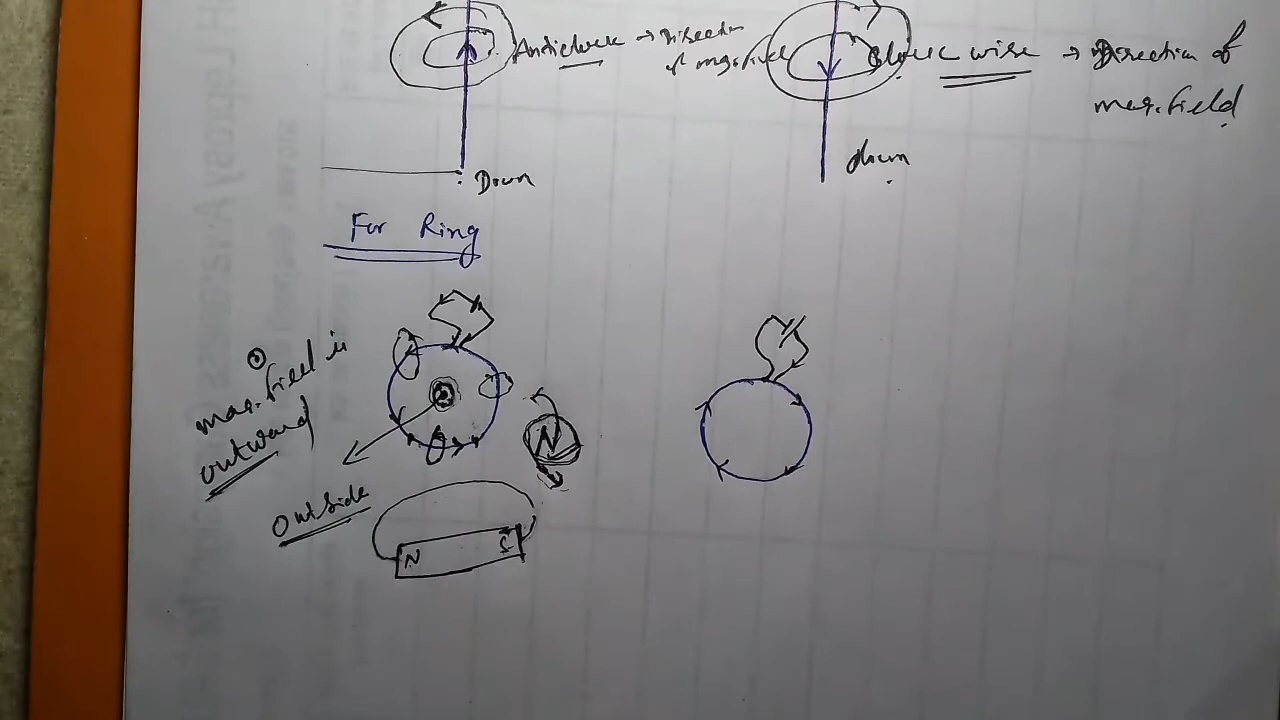 Anticlock → Direction
of mag. field
Clock wise → Direction of
mag. field
Down
down
For Ring
mag. field is
outward
outside
N
N S